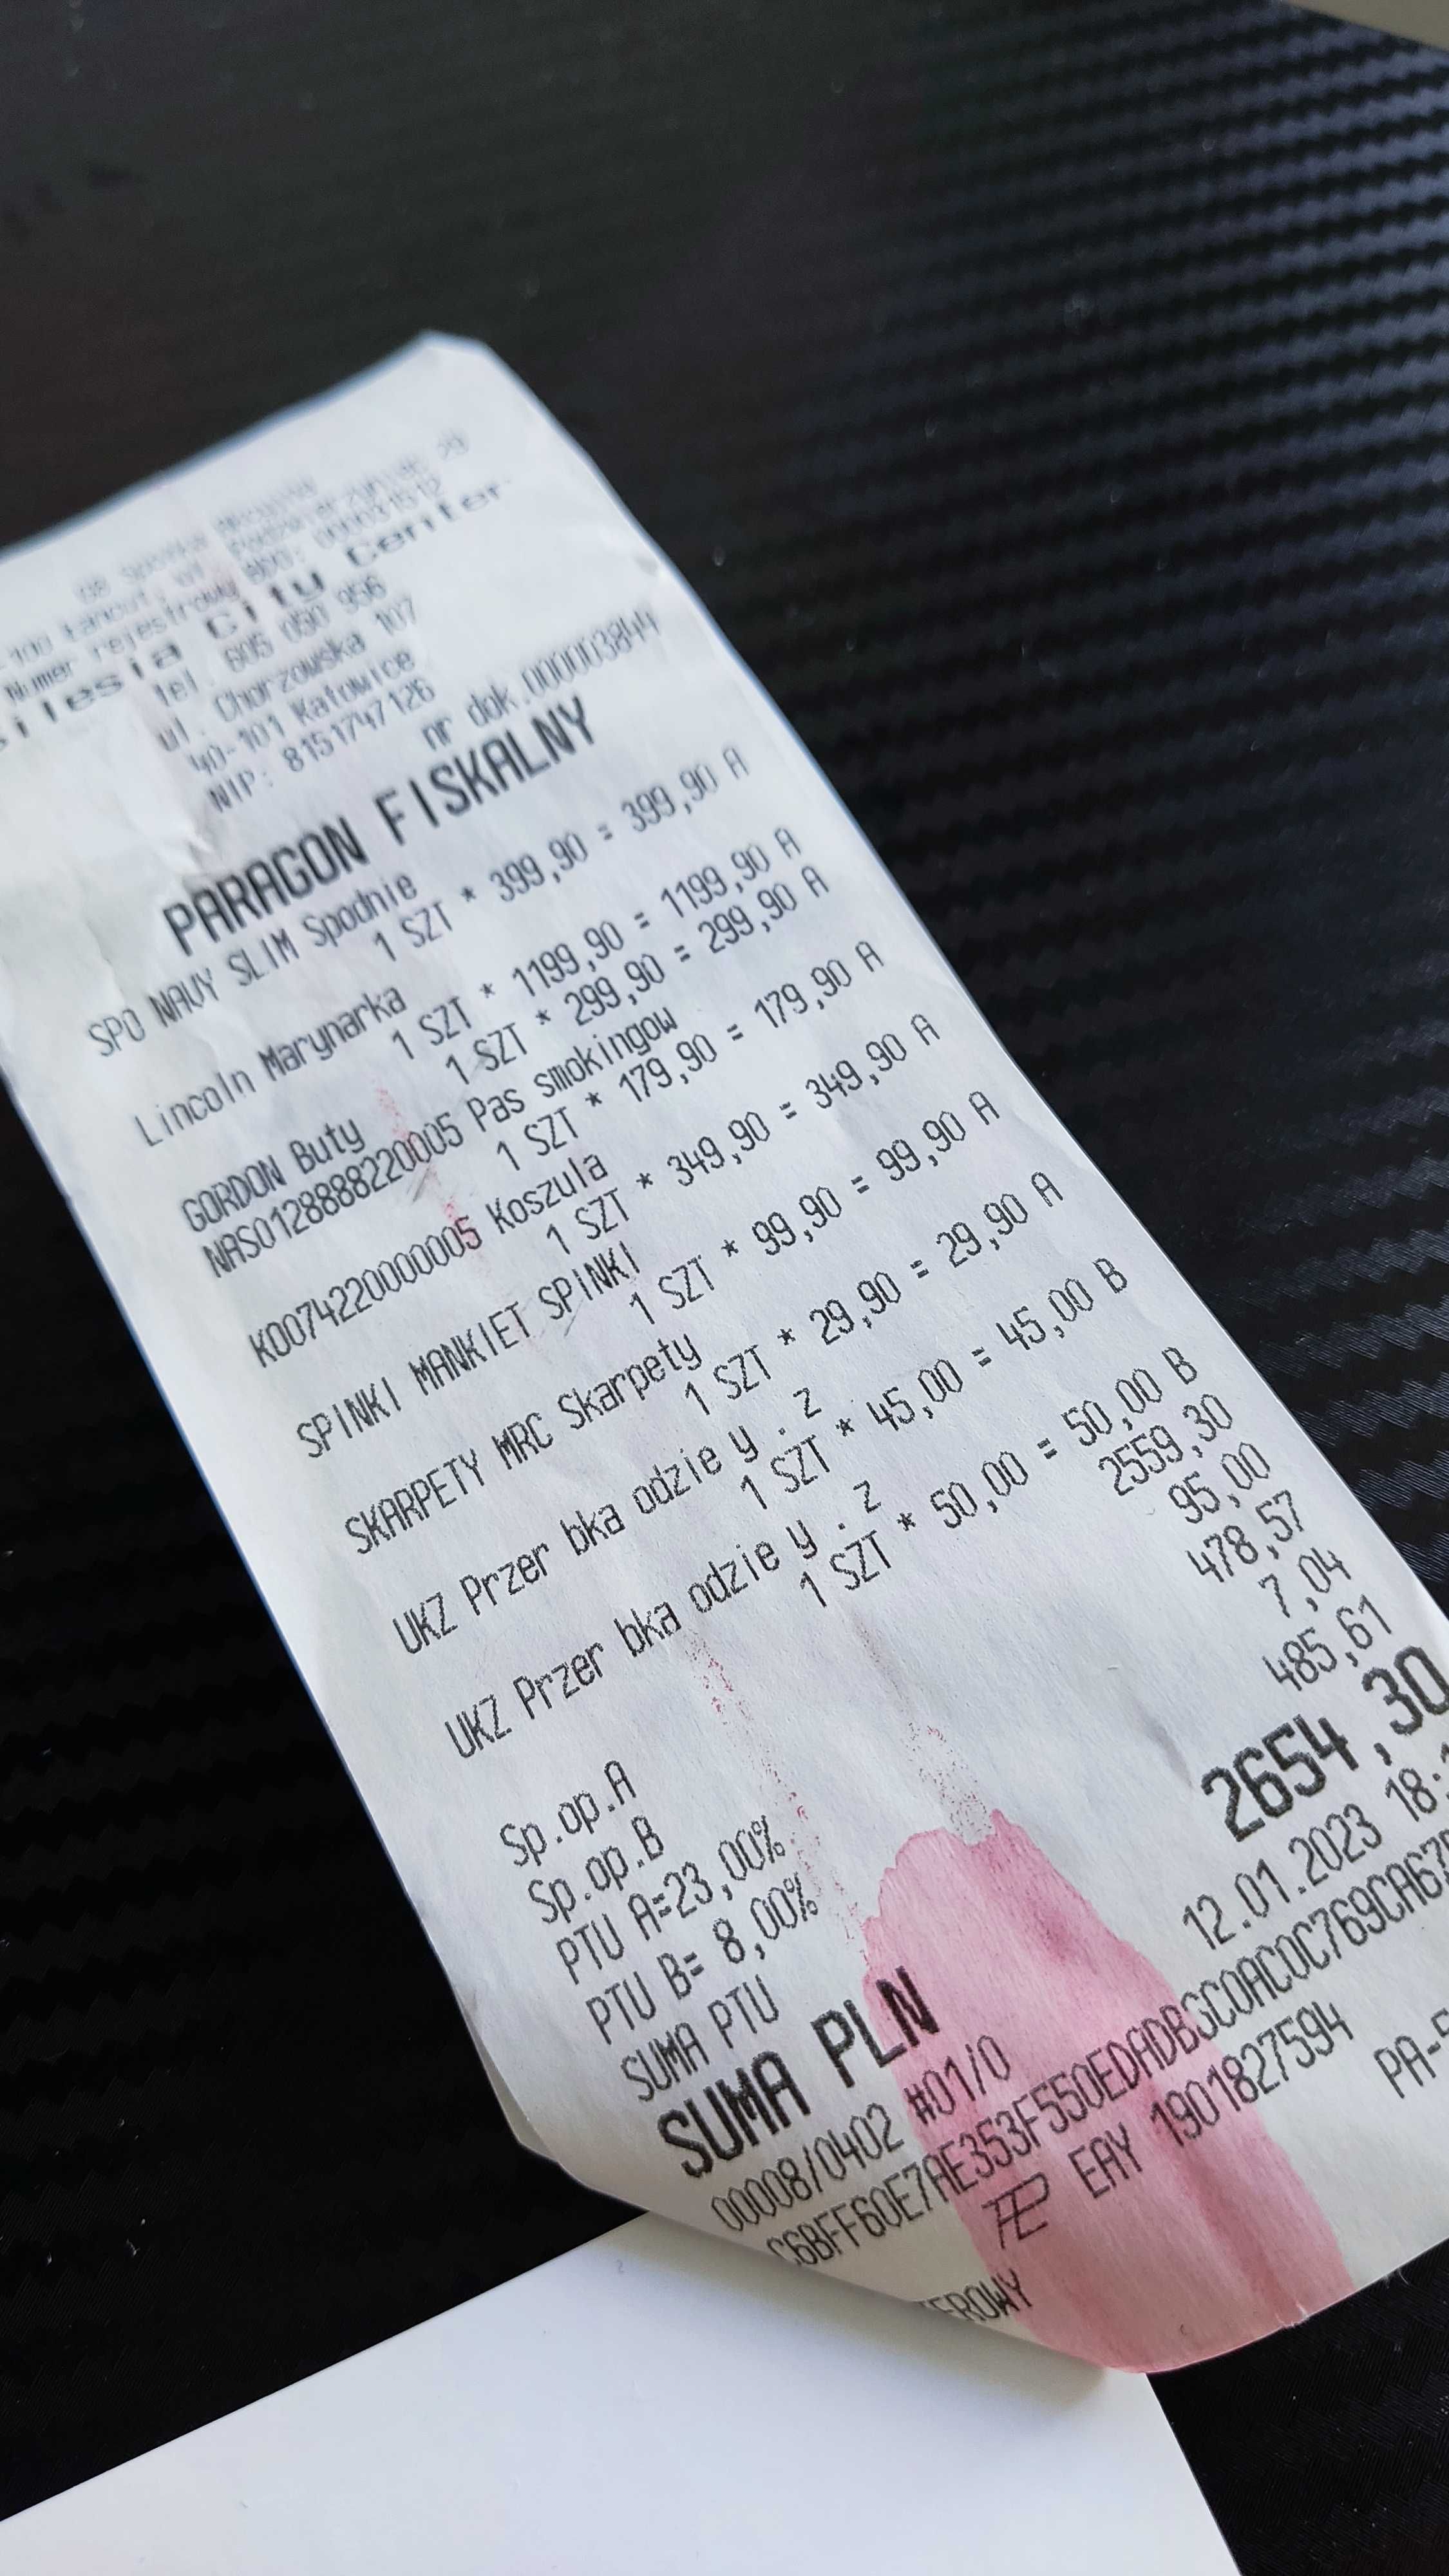 tel. 605 050 956
ul. Chorzowska 107
40-101 Katowice
NIP: 8151747126
nr dok.00003844
PARAGON FISKALNY
SPO NAVY SLIM Spodnie
1 SZT * 399,90 = 399,90 A
Lincoln Marynarka
1 SZT * 1199,90 = 1199,90 A
GORDON Buty 1 SZT * 299,90 = 299,90 A
NAS0128888220005 Pas smokingow
1 SZT * 179,90 = 179,90 A
K007422000005 Koszula
1 SZT * 349,90 = 349,90 A
SPINKI MANKIET SPINKI
1 SZT * 99,90 = 99,90 A
SKARPETY MRC Skarpety
1 SZT * 29,90 = 29,90 A
UKZ Przer bka odzie y . z
1 SZT * 45,00 = 45,00 B
UKZ Przer bka odzie y . z
1 SZT * 50,00 = 50,00 B
Sp.op.A 2559,30
Sp.op.B 95,00
PTU A=23,00% 478,57
PTU B= 8,00% 7,04
SUMA PTU 485,61
SUMA PLN 2654,30
00008/0402 #01/0 12.01.2023 18:
EAY 1901827594